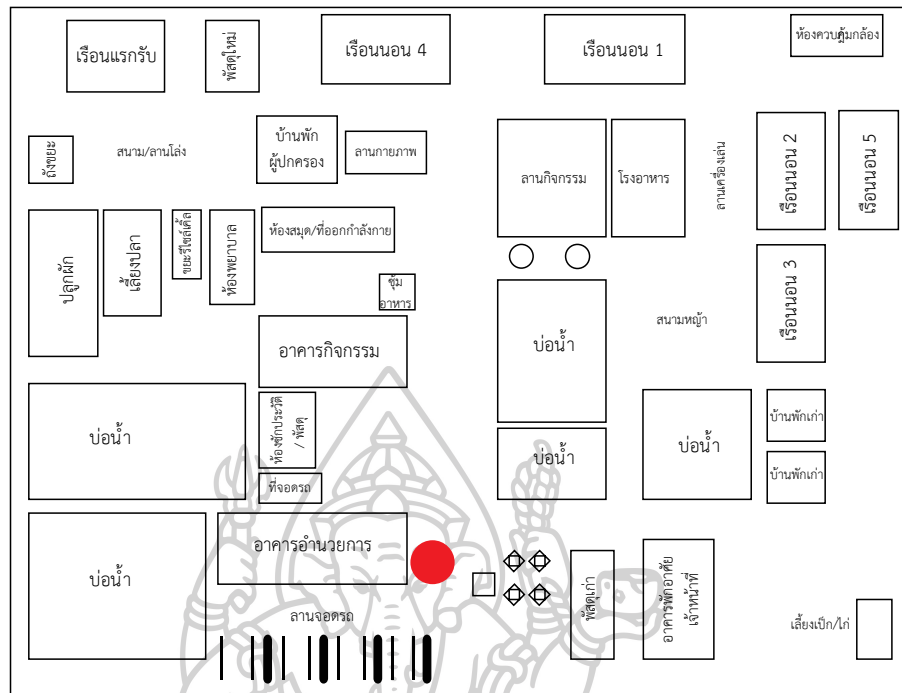 เรือนแรกรับ
พัสดุใหม่
เรือนนอน 4
เรือนนอน 1
ห้องควบคุมกล้อง
ถังขยะ
สนาม/ลานโล่ง
บ้านพัก
ผู้ปกครอง
ลานกายภาพ
ลานกิจกรรม
โรงอาหาร
ลานเครื่องเล่น
เรือนนอน 2
เรือนนอน 5
ปลูกผัก
เลี้ยงปลา
ขยะรีไซล์เคิ้ล
ห้องพยาบาล
ห้องสมุด/ที่ออกกำลังกาย
ซุ้ม
อาหาร
อาคารกิจกรรม
บ่อน้ำ
สนามหญ้า
เรือนนอน 3
บ่อน้ำ
ห้องซักประวัติ
/ พัสดุ
บ่อน้ำ
บ่อน้ำ
บ้านพักเก่า
บ้านพักเก่า
ที่จอดรถ
บ่อน้ำ
อาคารอำนวยการ
ลานจอดรถ
พัสดุเก่า
อาคารพักอาศัย
เจ้าหน้าที่
เลี้ยงเป็ก/ไก่